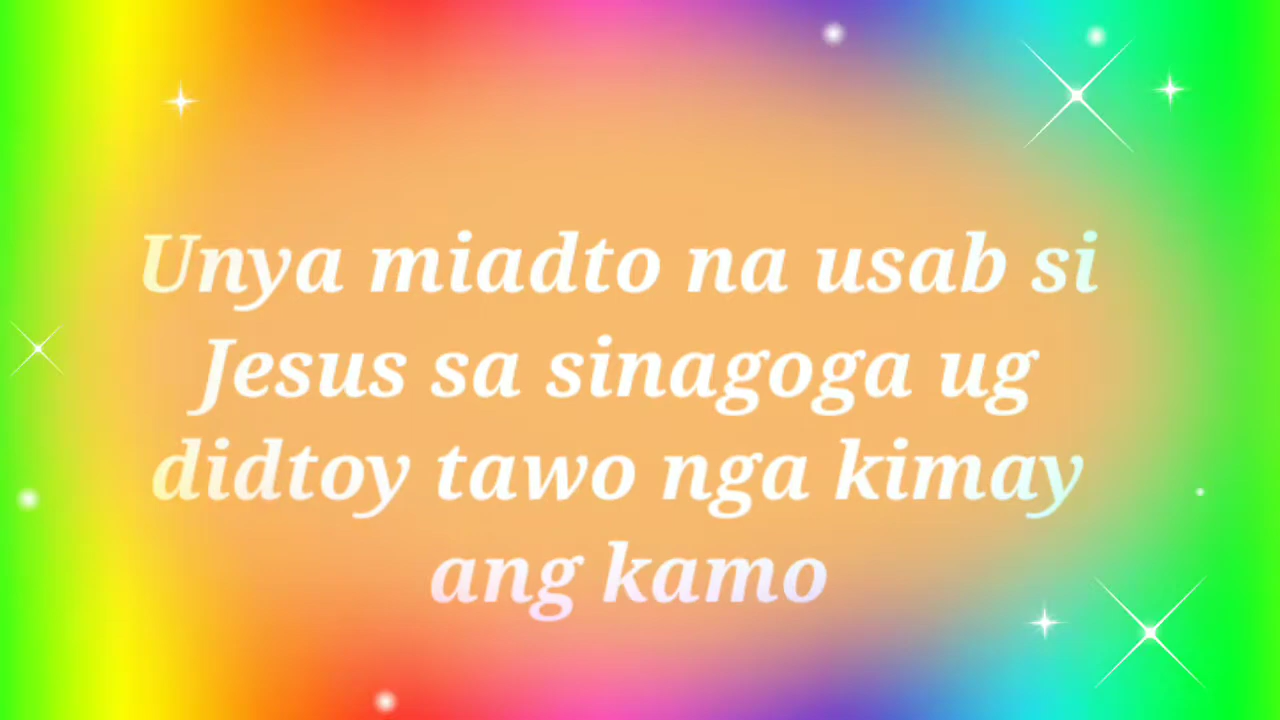 Unya miadto na usab si
Jesus sa sinagoga ug
didtoy tawo nga kimay
ang kamo